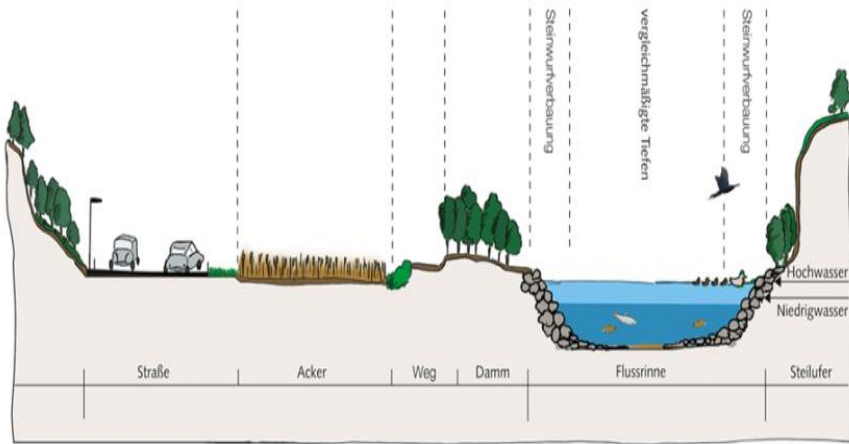 Steinwurfverbauung
vergleichmäßigte Tiefen
Steinwurfverbauung
Hochwasser
Niedrigwasser
Straße
Acker
Weg
Damm
Flussrinne
Steilufer